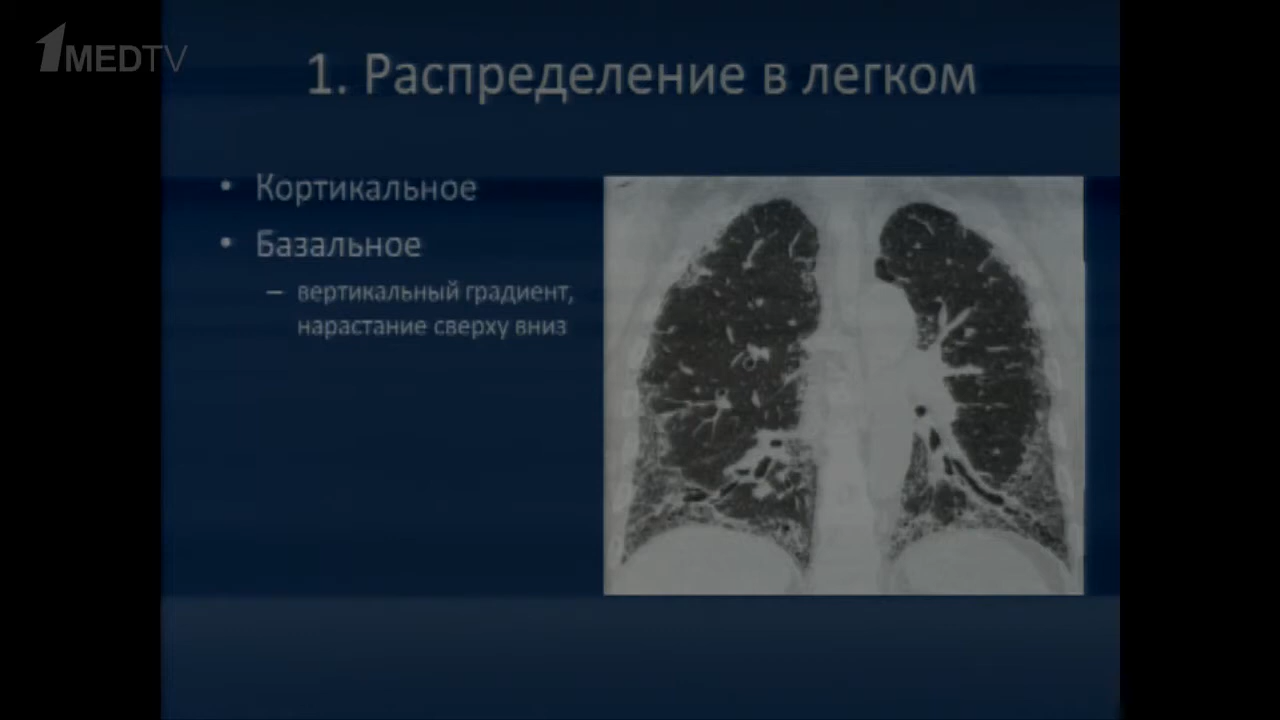 1MEDTV
1. Распределение в легком
• Кортикальное
• Базальное
– вертикальный градиент,
нарастание сверху вниз